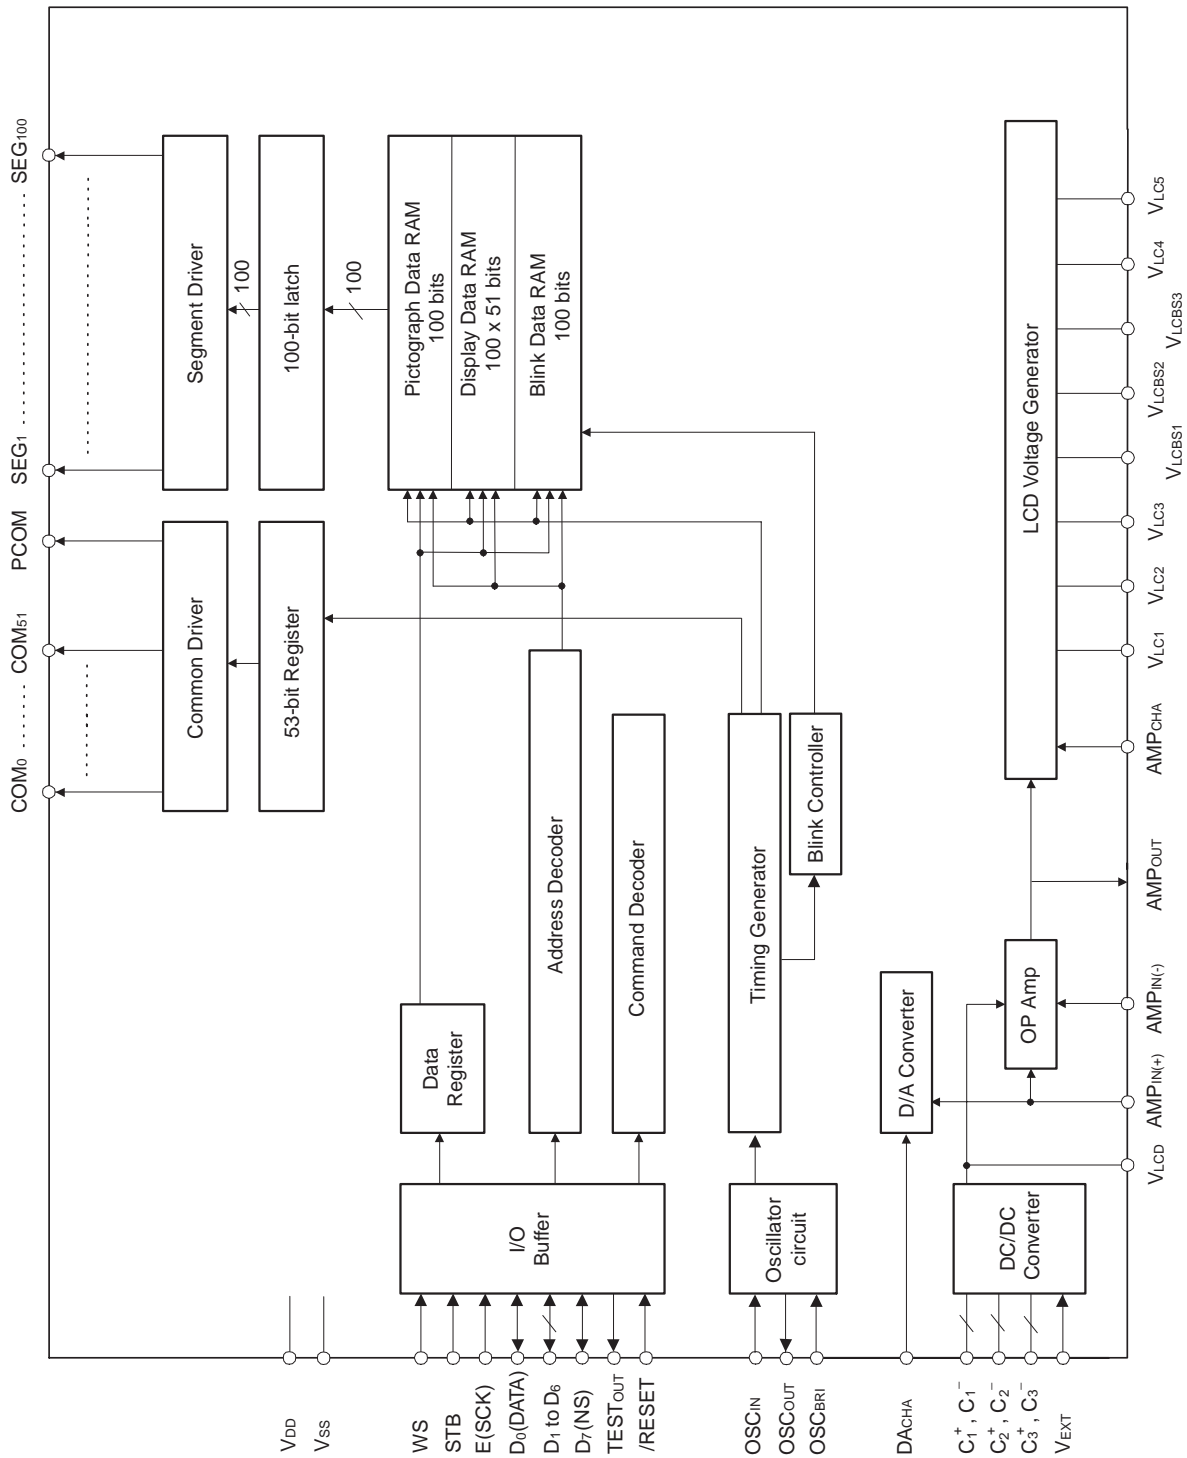 COM0 COM51 PCOM SEG1 SEG100
Common Driver
Segment Driver
53-bit Register
100-bit latch
100
100
Pictograph Data RAM
100 bits
Display Data RAM
100 x 51 bits
Blink Data RAM
100 bits
Data
Register
Address Decoder
Command Decoder
I/O
Buffer
Timing Generator
Blink Controller
Oscillator
circuit
D/A Converter
DC/DC
Converter
OP Amp
LCD Voltage Generator
VDD
VSS
WS
STB
E(SCK)
D0(DATA)
D1 to D6
D7(NS)
TESTOUT
/RESET
OSCIN
OSCOUT
OSCBRI
DACHA
C1+, C1−
C2+, C2−
C3+, C3−
VEXT
VLCD
AMPIN(+)
AMPIN(-)
AMPOUT
AMPCHA
VLC1
VLC2
VLC3
VLCBS1
VLCBS2
VLCBS3
VLC4
VLC5